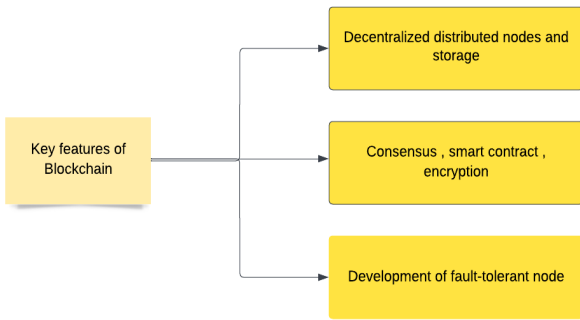 Key features of
Blockchain
Decentralized distributed nodes and
storage
Consensus , smart contract ,
encryption
Development of fault-tolerant node